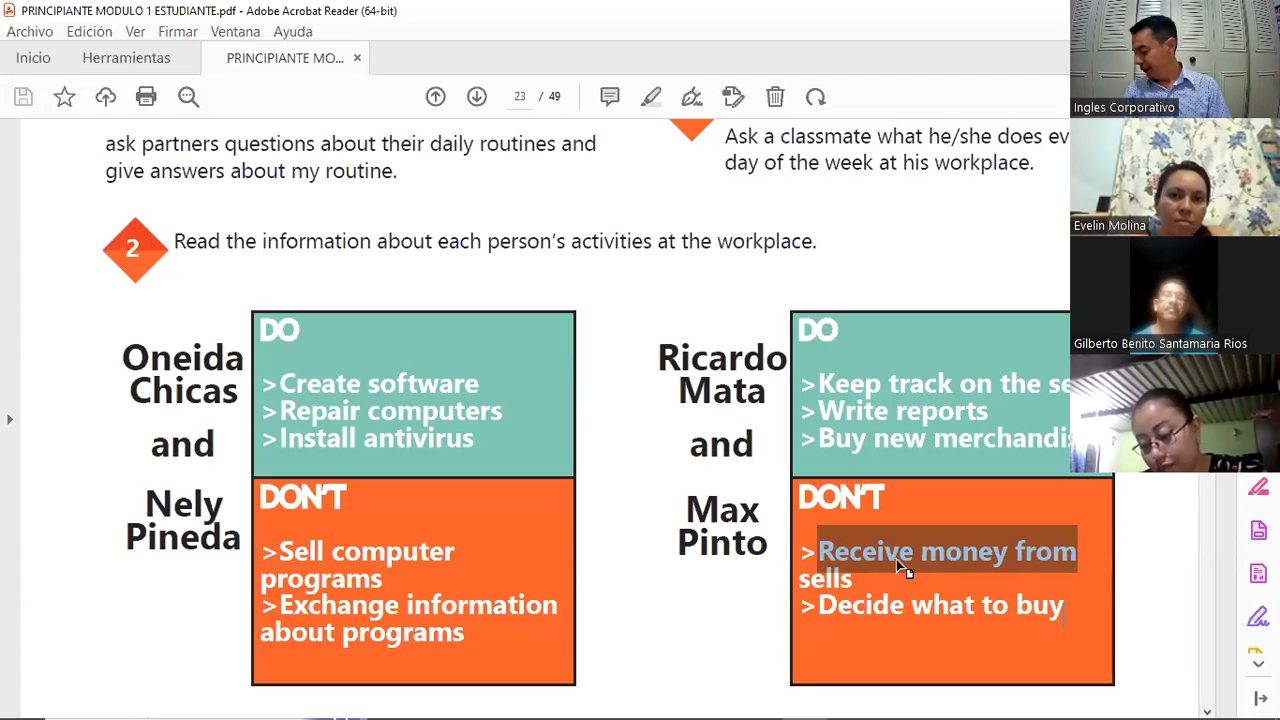 PRINCIPIANTE MODULO 1 ESTUDIANTE.pdf - Adobe Acrobat Reader (64-bit)
Archivo Edición Ver Firmar Ventana Ayuda
Inicio Herramientas PRINCIPIANTE MO... ×
23 / 49
ask partners questions about their daily routines and
give answers about my routine.
Ask a classmate what he/she does ev
day of the week at his workplace.
2 Read the information about each person's activities at the workplace.
Oneida
Chicas
and
Nely
Pineda
DO
>Create software
>Repair computers
>Install antivirus
DON'T
>Sell computer
programs
>Exchange information
about programs
Ricardo
Mata
and
Max
Pinto
DO
>Keep track on the se
>Write reports
>Buy new merchandis
DON'T
>Receive money from
sells
>Decide what to buy
Ingles Corporativo
Evelin Molina
Gilberto Benito Santamaria Rios